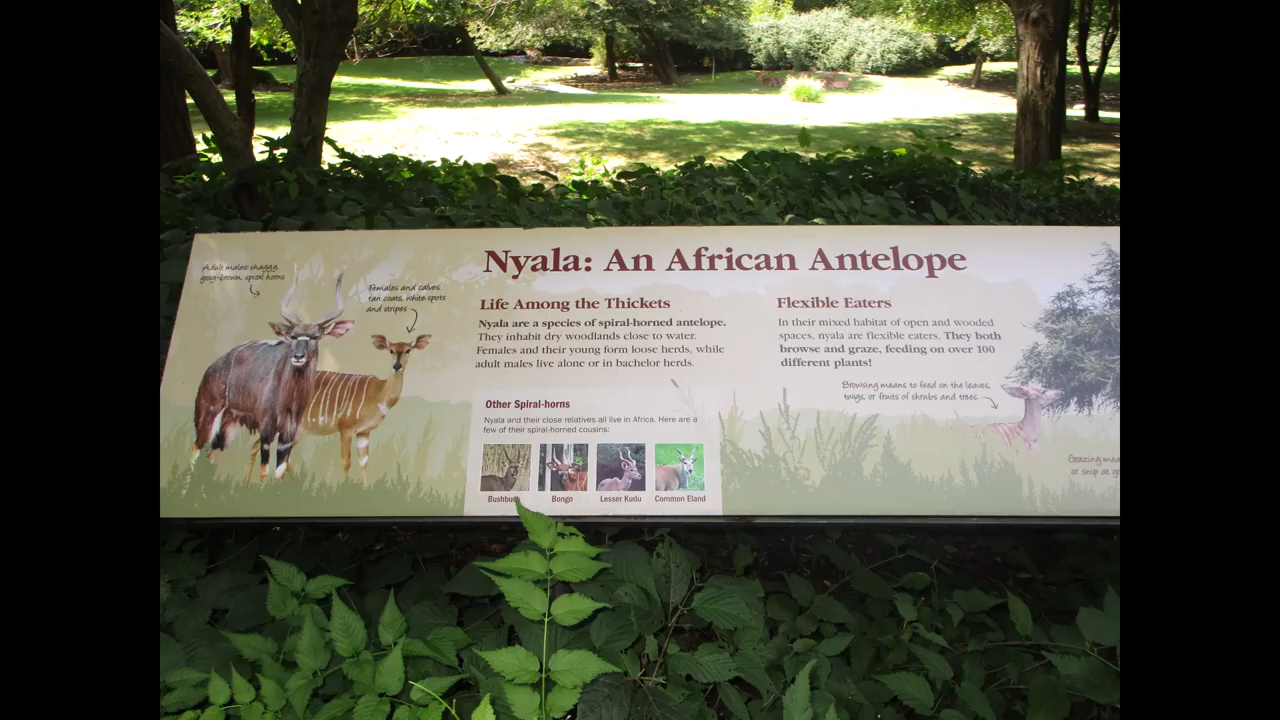 Nyala: An African Antelope
Adult males: shaggy,
gray-brown, spiral horns
Females and calves:
tan coats, white spots
and stripes
Life Among the Thickets
Nyala are a species of spiral-horned antelope.
They inhabit dry woodlands close to water.
Females and their young form loose herds, while
adult males live alone or in bachelor herds.
Other Spiral-horns
Nyala and their close relatives all live in Africa. Here are a
few of their spiral-horned cousins:
Bushbuck
Bongo
Lesser Kudu
Common Eland
Flexible Eaters
In their mixed habitat of open and wooded
spaces, nyala are flexible eaters. They both
browse and graze, feeding on over 100
different plants!
Browsing means to feed on the leaves,
twigs, or fruits of shrubs and trees.
Grazing
or snip at